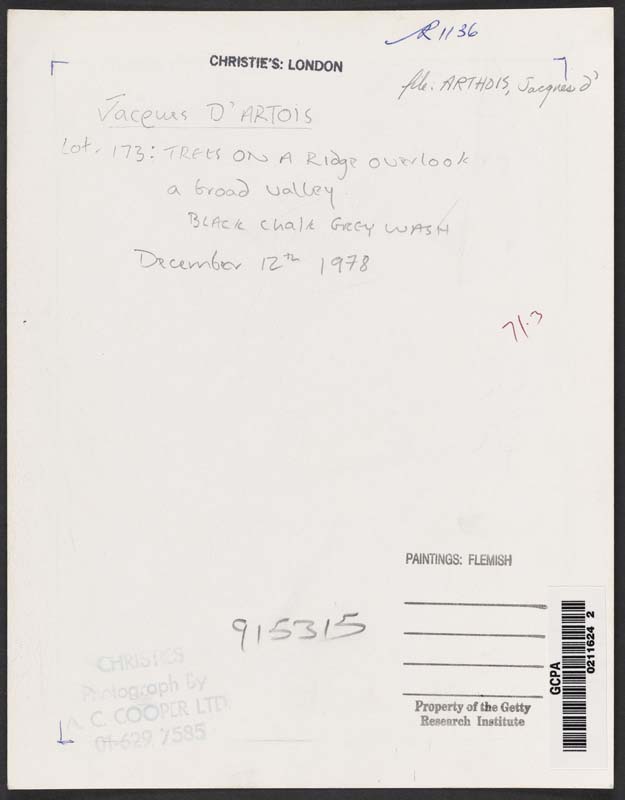 R1136
CHRISTIE'S: LONDON
file: ARTHOIS, Jacques d'
Jacques D'ARTOIS
Lot. 173: TREES ON A Ridge overlook
a broad valley
BLACK chalk GREY WASH
December 12th 1978
71.3
PAINTINGS: FLEMISH
915315
CHRISTIES
Photograph By
A. C. COOPER LTD.
01-629 7585
Property of the Getty
Research Institute
GCPA
0211624 2